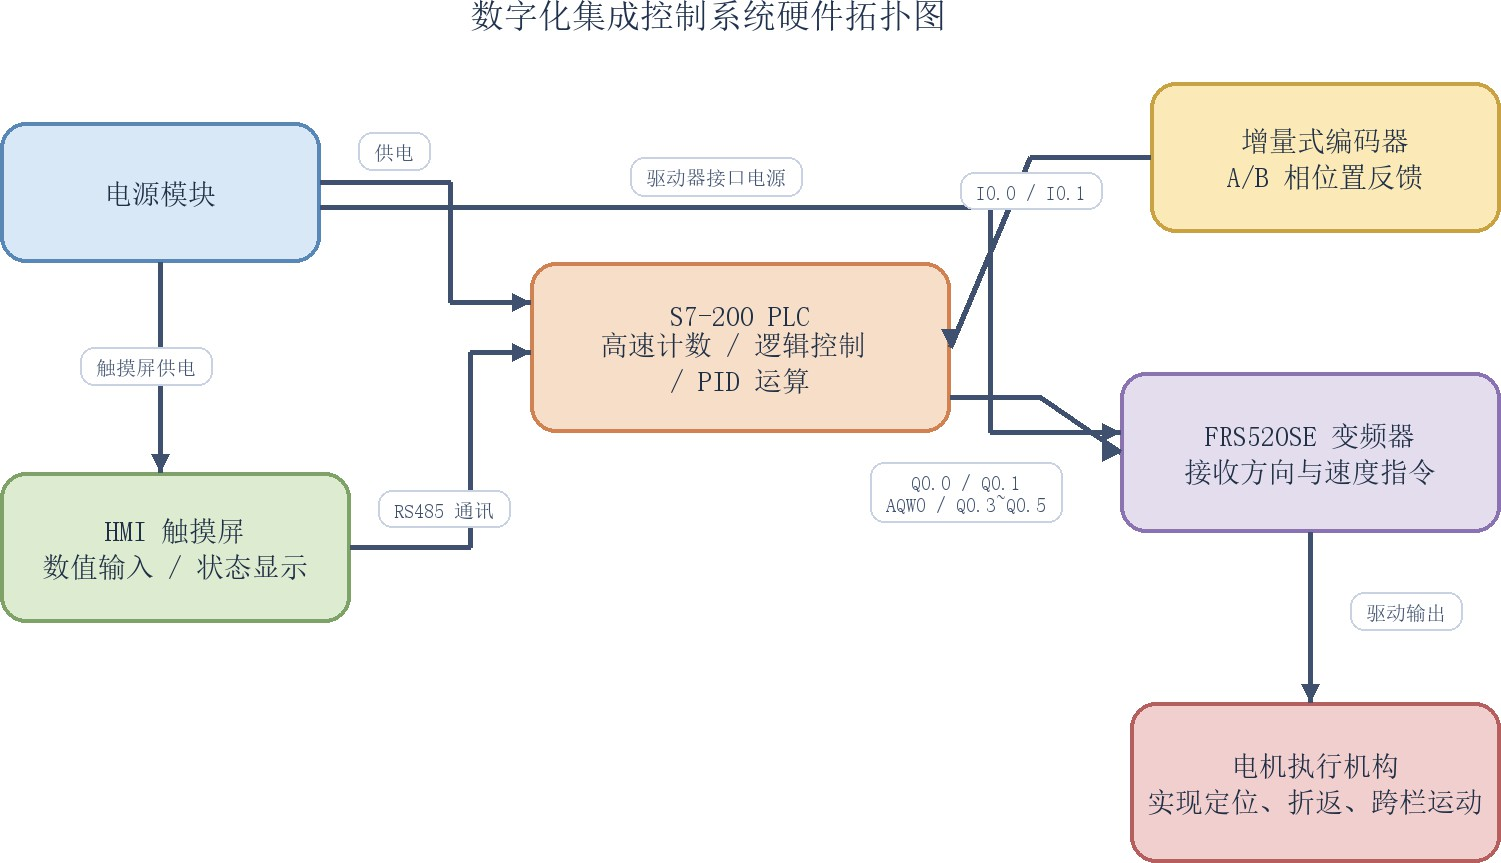 数字化集成控制系统硬件拓扑图
供电
电源模块
驱动器接口电源
I0.0 / I0.1
增量式编码器
A/B 相位置反馈
触摸屏供电
S7-200 PLC
高速计数 / 逻辑控制
/ PID 运算
HMI 触摸屏
数值输入 / 状态显示
RS485 通讯
Q0.0 / Q0.1
AQW0 / Q0.3~Q0.5
FRS520SE 变频器
接收方向与速度指令
驱动输出
电机执行机构
实现定位、折返、跨栏运动